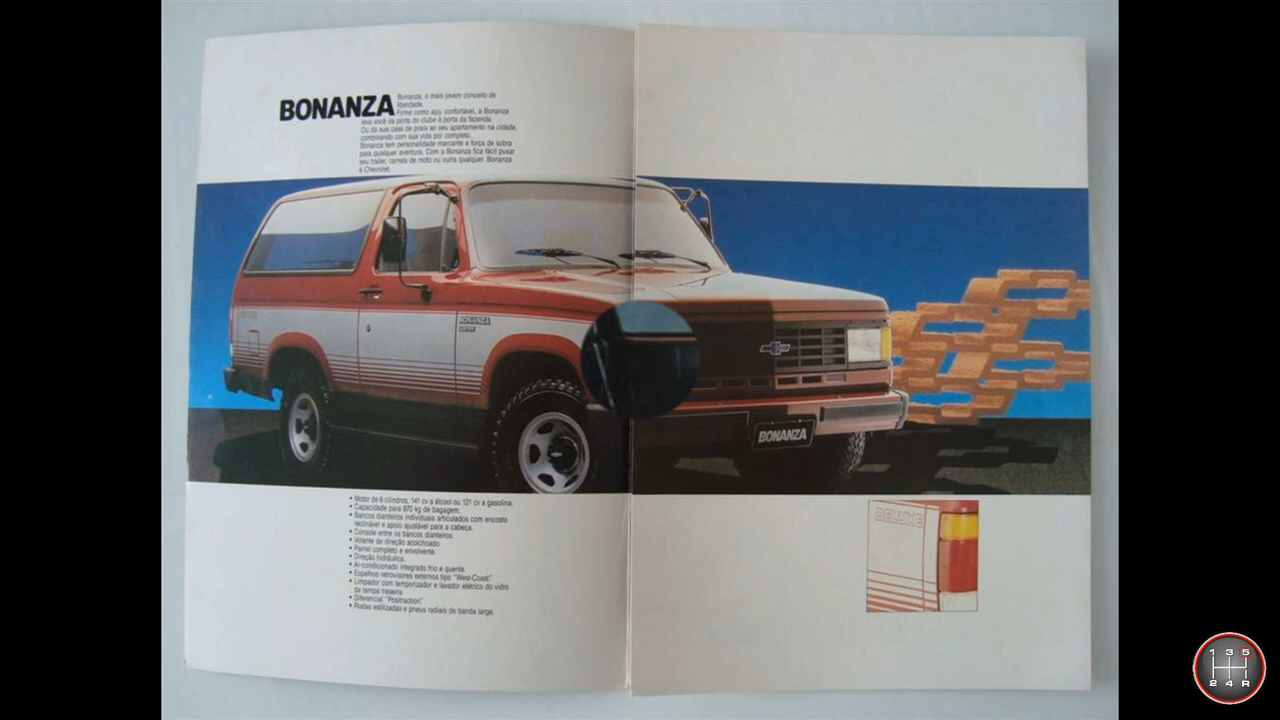 BONANZA
Bonanza, o mais jovem conceito de
liberdade.
Firme como aço, confortável, a Bonanza
leva você da porta do clube à porta da fazenda.
Ou da sua casa de praia ao seu apartamento na cidade,
combinando com sua vida por completo.
Bonanza tem personalidade marcante e força de sobra
para qualquer aventura. Com a Bonanza fica fácil puxar
seu trailer, carreta de moto ou outra qualquer. Bonanza
é Chevrolet.
BONANZA
BONANZA
• Motor de 6 cilindros, 141 cv a álcool ou 121 cv a gasolina.
• Capacidade para 670 kg de bagagem.
• Bancos dianteiros individuais articulados com encosto
reclinável e apoio ajustável para a cabeça.
• Console entre os bancos dianteiros.
• Volante de direção acolchoado.
• Painel completo e envolvente.
• Direção hidráulica.
• Ar-condicionado integrado frio e quente.
• Espelhos retrovisores externos tipo "West-Coast".
• Limpador com temporizador e lavador elétrico do vidro
da tampa traseira.
• Diferencial "Positraction".
• Rodas estilizadas e pneus radiais de banda larga.
DELUXE
1 3 5
2 4 R